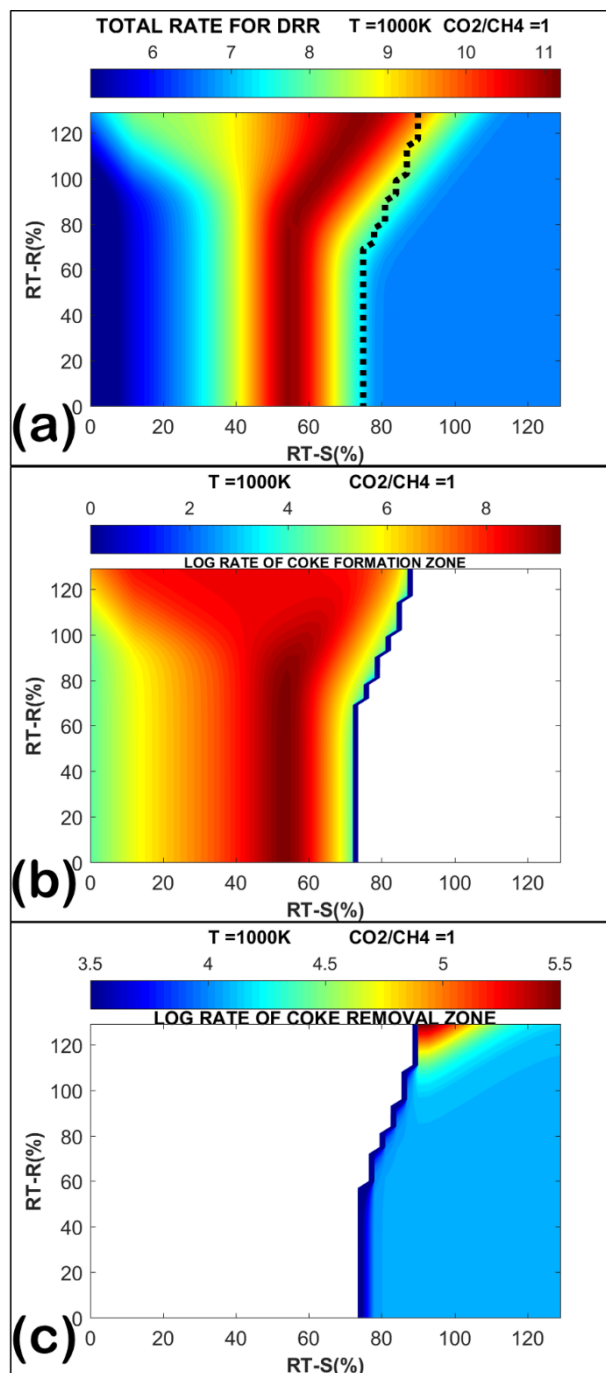 TOTAL RATE FOR DRR T =1000K CO2/CH4 =1
6 7 8 9 10 11
120
100
80
60
40
20
0
RT-R(%)
0 20 40 60 80 100 120
RT-S(%)
(a)
T =1000K CO2/CH4 =1
0 2 4 6 8
LOG RATE OF COKE FORMATION ZONE
120
100
80
60
40
20
0
RT-R(%)
0 20 40 60 80 100 120
RT-S(%)
(b)
T =1000K CO2/CH4 =1
3.5 4 4.5 5 5.5
LOG RATE OF COKE REMOVAL ZONE
120
100
80
60
40
20
0
RT-R(%)
0 20 40 60 80 100 120
RT-S(%)
(c)